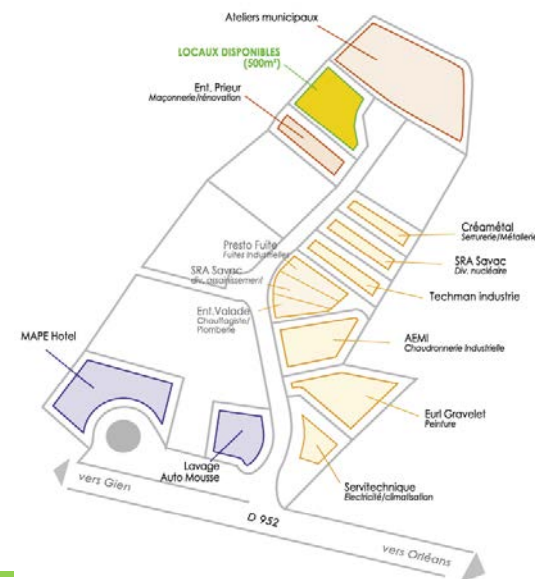 Ateliers municipaux
LOCAUX DISPONIBLES
(500m²)
Ent. Prieur
Maçonnerie/rénovation
Créamétal
Serrurerie/Métallerie
Presto Fuite
Fuites industrielles
SRA Savac
Div. nucléaire
SRA Savac
div. assainissement
Techman industrie
Ent.Valade
Chauffagiste/
Plomberie
MAPE Hotel
AEMI
Chaudronnerie Industrielle
Eurl Gravelet
Peinture
Lavage
Auto Mousse
Servitechnique
Électricité/climatisation
vers Gien
D 952
vers Orléans